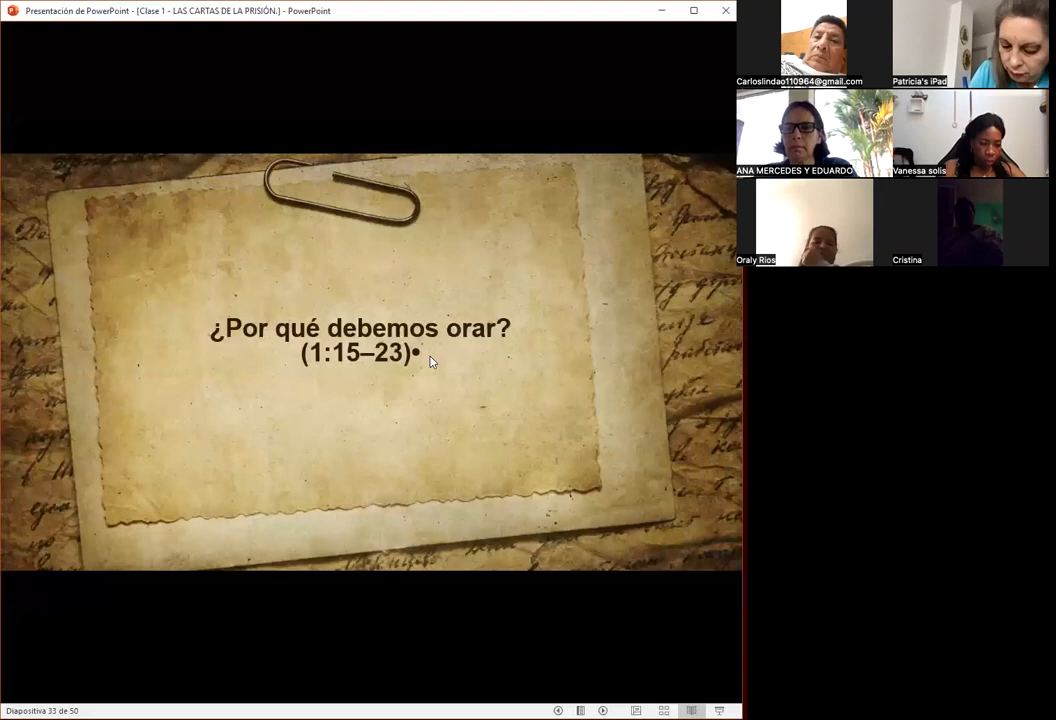 Presentación de PowerPoint - [Clase 1 - LAS CARTAS DE LA PRISIÓN.] - PowerPoint
Carloslindao110964@gmail.com
Patricia's iPad
ANA MERCEDES Y EDUARDO
Vanessa solis
Oraly Rios
Cristina
¿Por qué debemos orar?
(1:15–23)•
Diapositiva 33 de 50